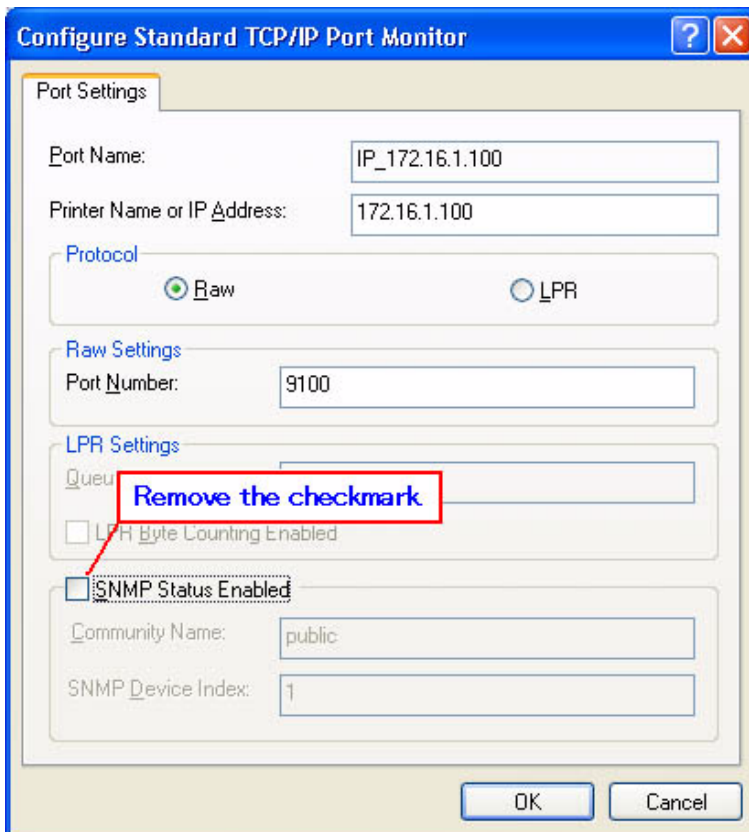 Configure Standard TCP/IP Port Monitor
Port Settings
Port Name: IP_172.16.1.100
Printer Name or IP Address: 172.16.1.100
Protocol
Raw LPR
Raw Settings
Port Number: 9100
LPR Settings
Remove the checkmark
LPR Byte Counting Enabled
SNMP Status Enabled
Community Name: public
SNMP Device Index: 1
OK Cancel